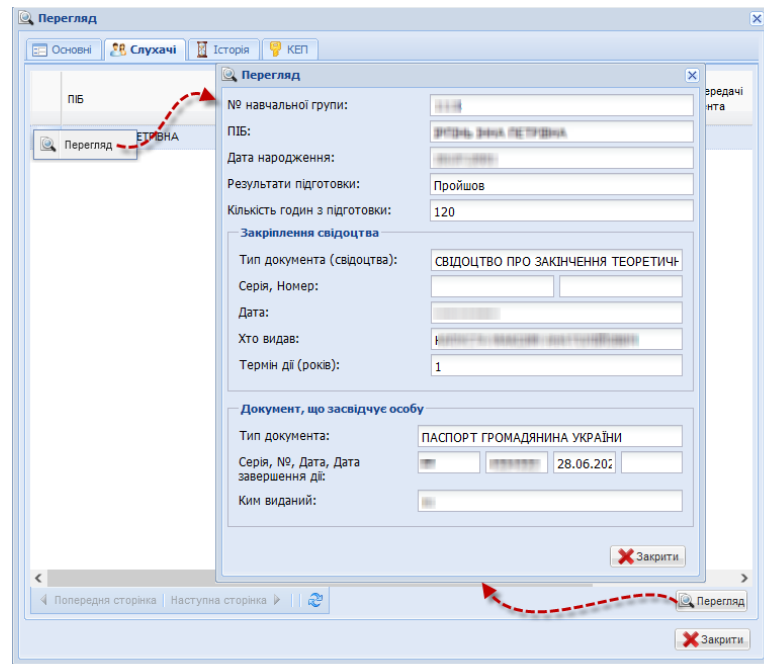 Перегляд
Основні Слухачі Історія КЕП
Перегляд
ПІБ
Перегляд
№ навчальної групи:
ПІБ:
ПЕТРІВНА
Дата народження:
Результати підготовки: Пройшов
Кількість годин з підготовки: 120
Закріплення свідоцтва
Тип документа (свідоцтва): СВІДОЦТВО ПРО ЗАКІНЧЕННЯ ТЕОРЕТИЧН
Серія, Номер:
Дата:
Хто видав:
Термін дії (років): 1
Документ, що засвідчує особу
Тип документа: ПАСПОРТ ГРОМАДЯНИНА УКРАЇНИ
Серія, №, Дата, Дата
завершення дії: 28.06.202
Ким виданий:
Закрити
Попередня сторінка Наступна сторінка
Перегляд
Закрити